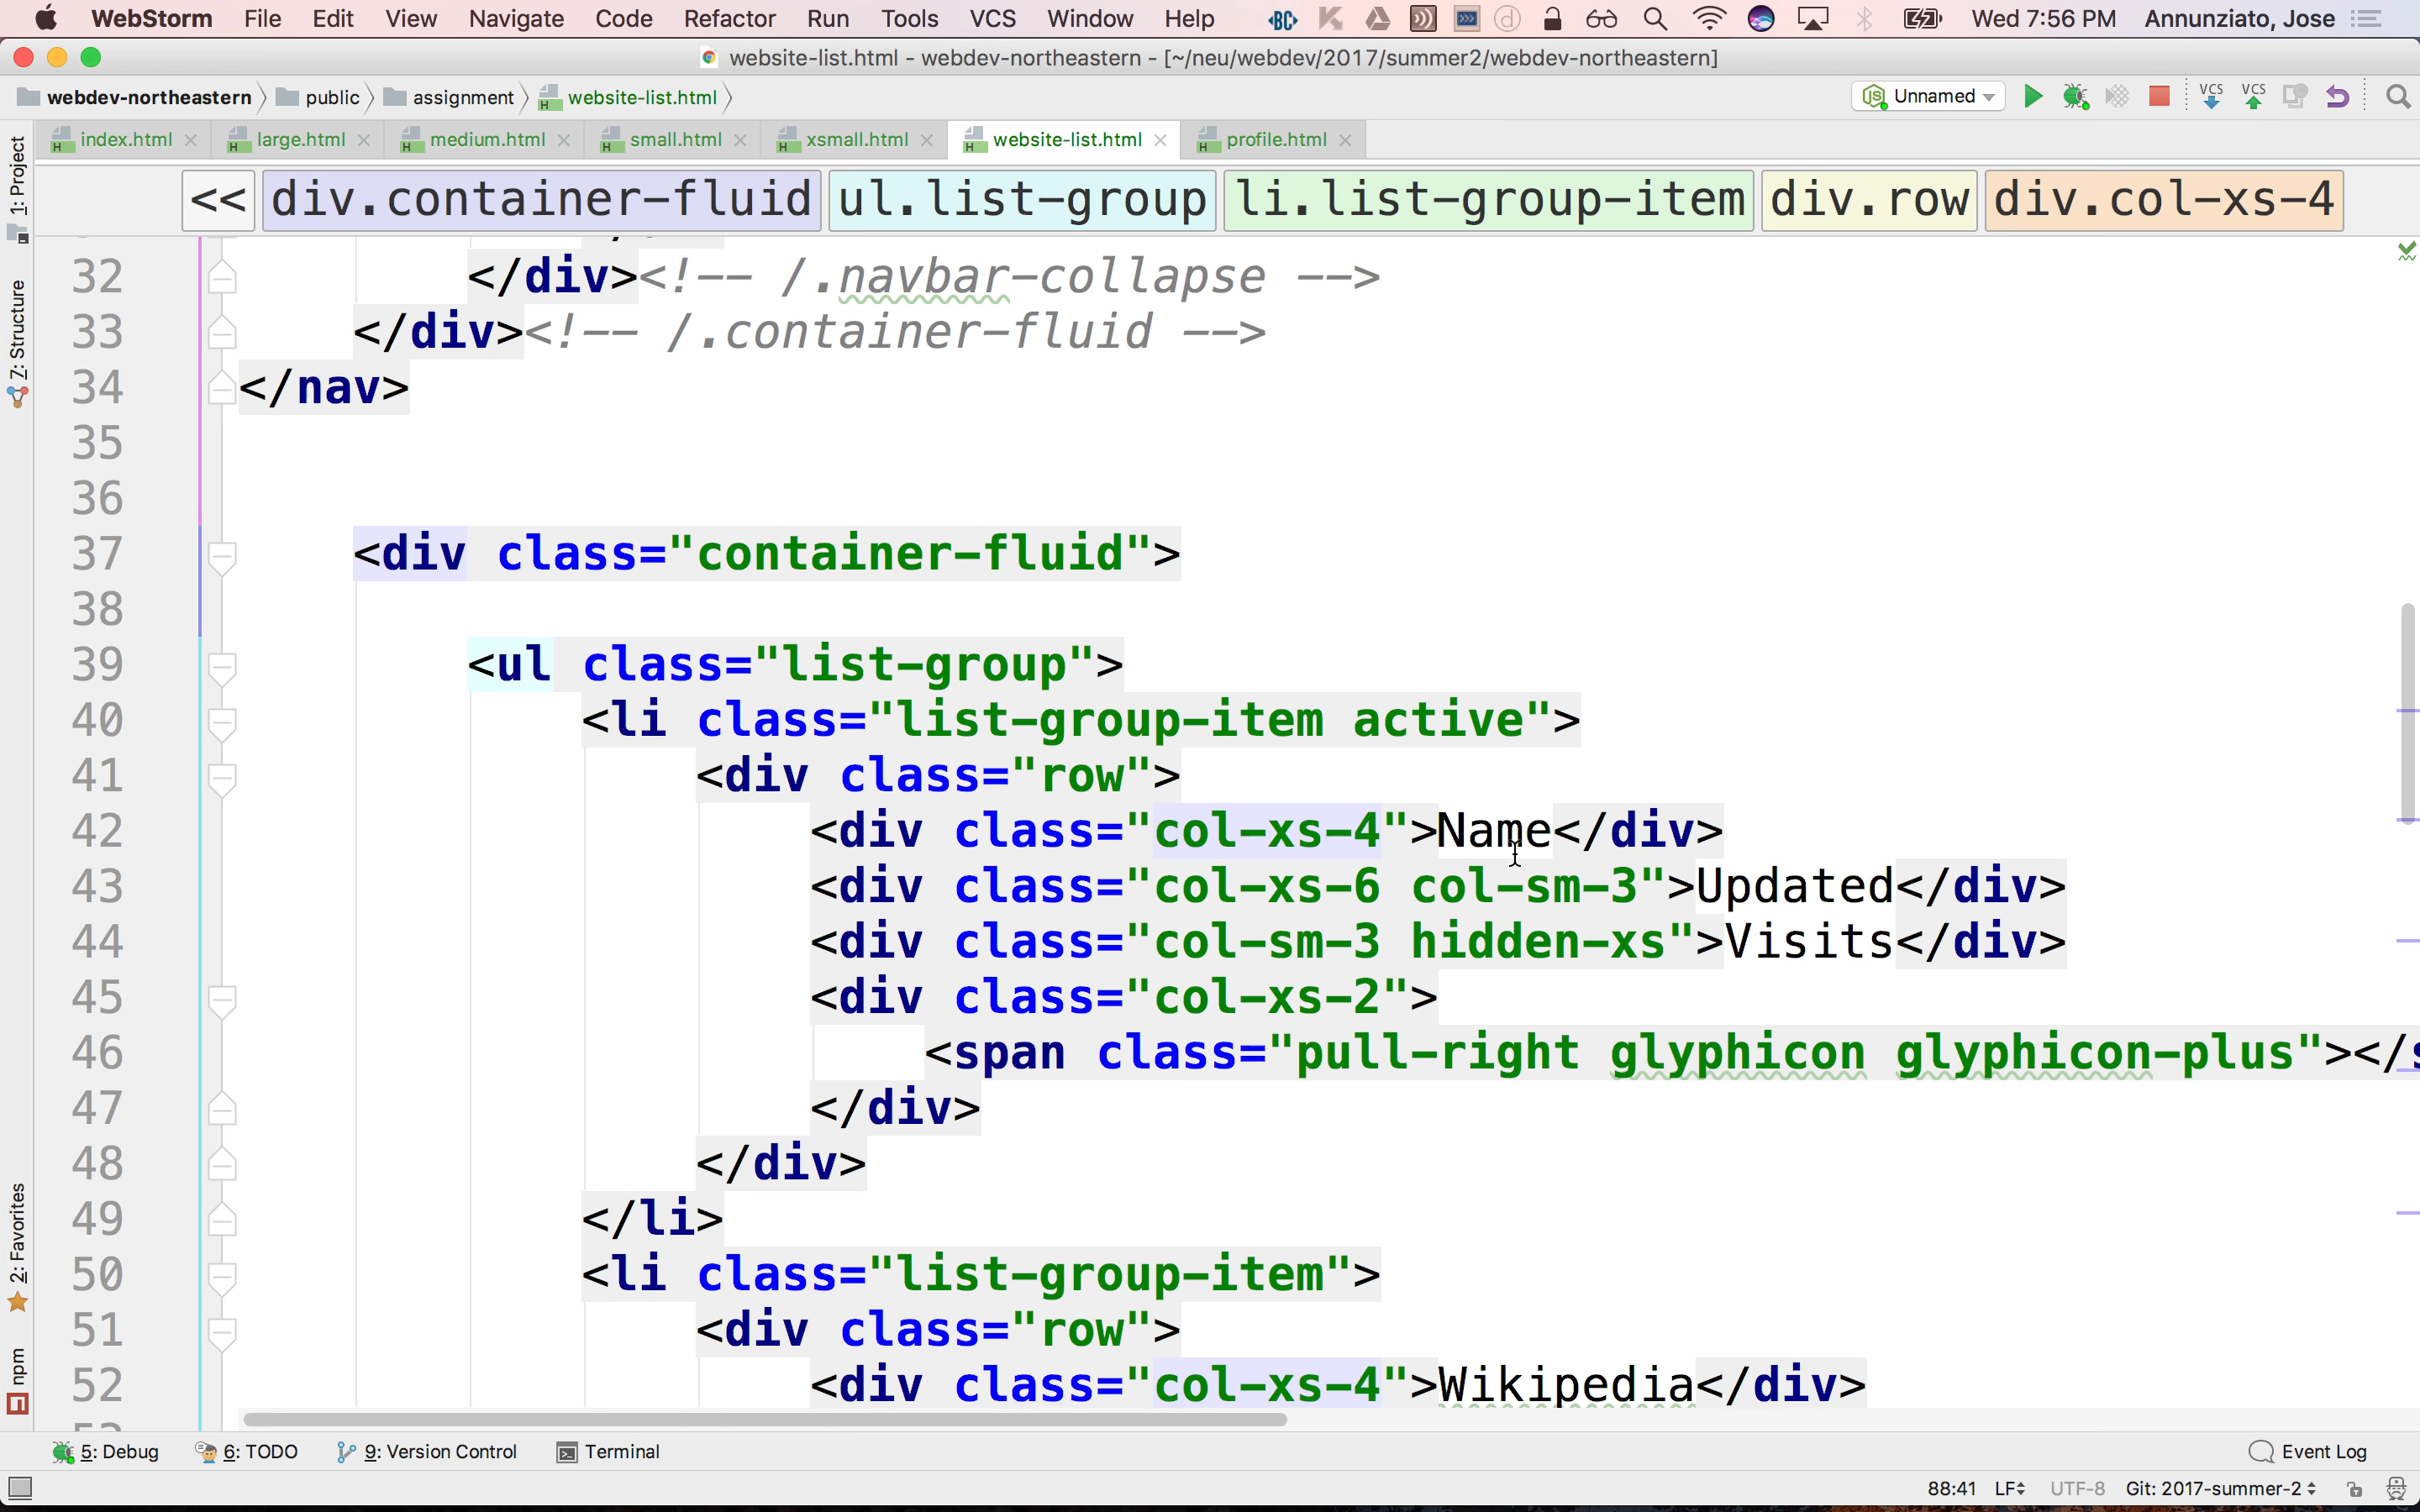 WebStorm File Edit View Navigate Code Refactor Run Tools VCS Window Help Wed 7:56 PM Annunziato, Jose
website-list.html - webdev-northeastern - [~/neu/webdev/2017/summer2/webdev-northeastern]
webdev-northeastern public assignment website-list.html Unnamed VCS VCS
index.html large.html medium.html small.html xsmall.html website-list.html profile.html
<< div.container-fluid ul.list-group li.list-group-item div.row div.col-xs-4
1: Project
7: Structure
2: Favorites
npm
32 </div><!-- /.navbar-collapse -->
33 </div><!-- /.container-fluid -->
34 </nav>
35
36
37 <div class="container-fluid">
38
39 <ul class="list-group">
40 <li class="list-group-item active">
41 <div class="row">
42 <div class="col-xs-4">Name</div>
43 <div class="col-xs-6 col-sm-3">Updated</div>
44 <div class="col-sm-3 hidden-xs">Visits</div>
45 <div class="col-xs-2">
46 <span class="pull-right glyphicon glyphicon-plus"></s
47 </div>
48 </div>
49 </li>
50 <li class="list-group-item">
51 <div class="row">
52 <div class="col-xs-4">Wikipedia</div>
5: Debug 6: TODO 9: Version Control Terminal Event Log
88:41 LF UTF-8 Git: 2017-summer-2